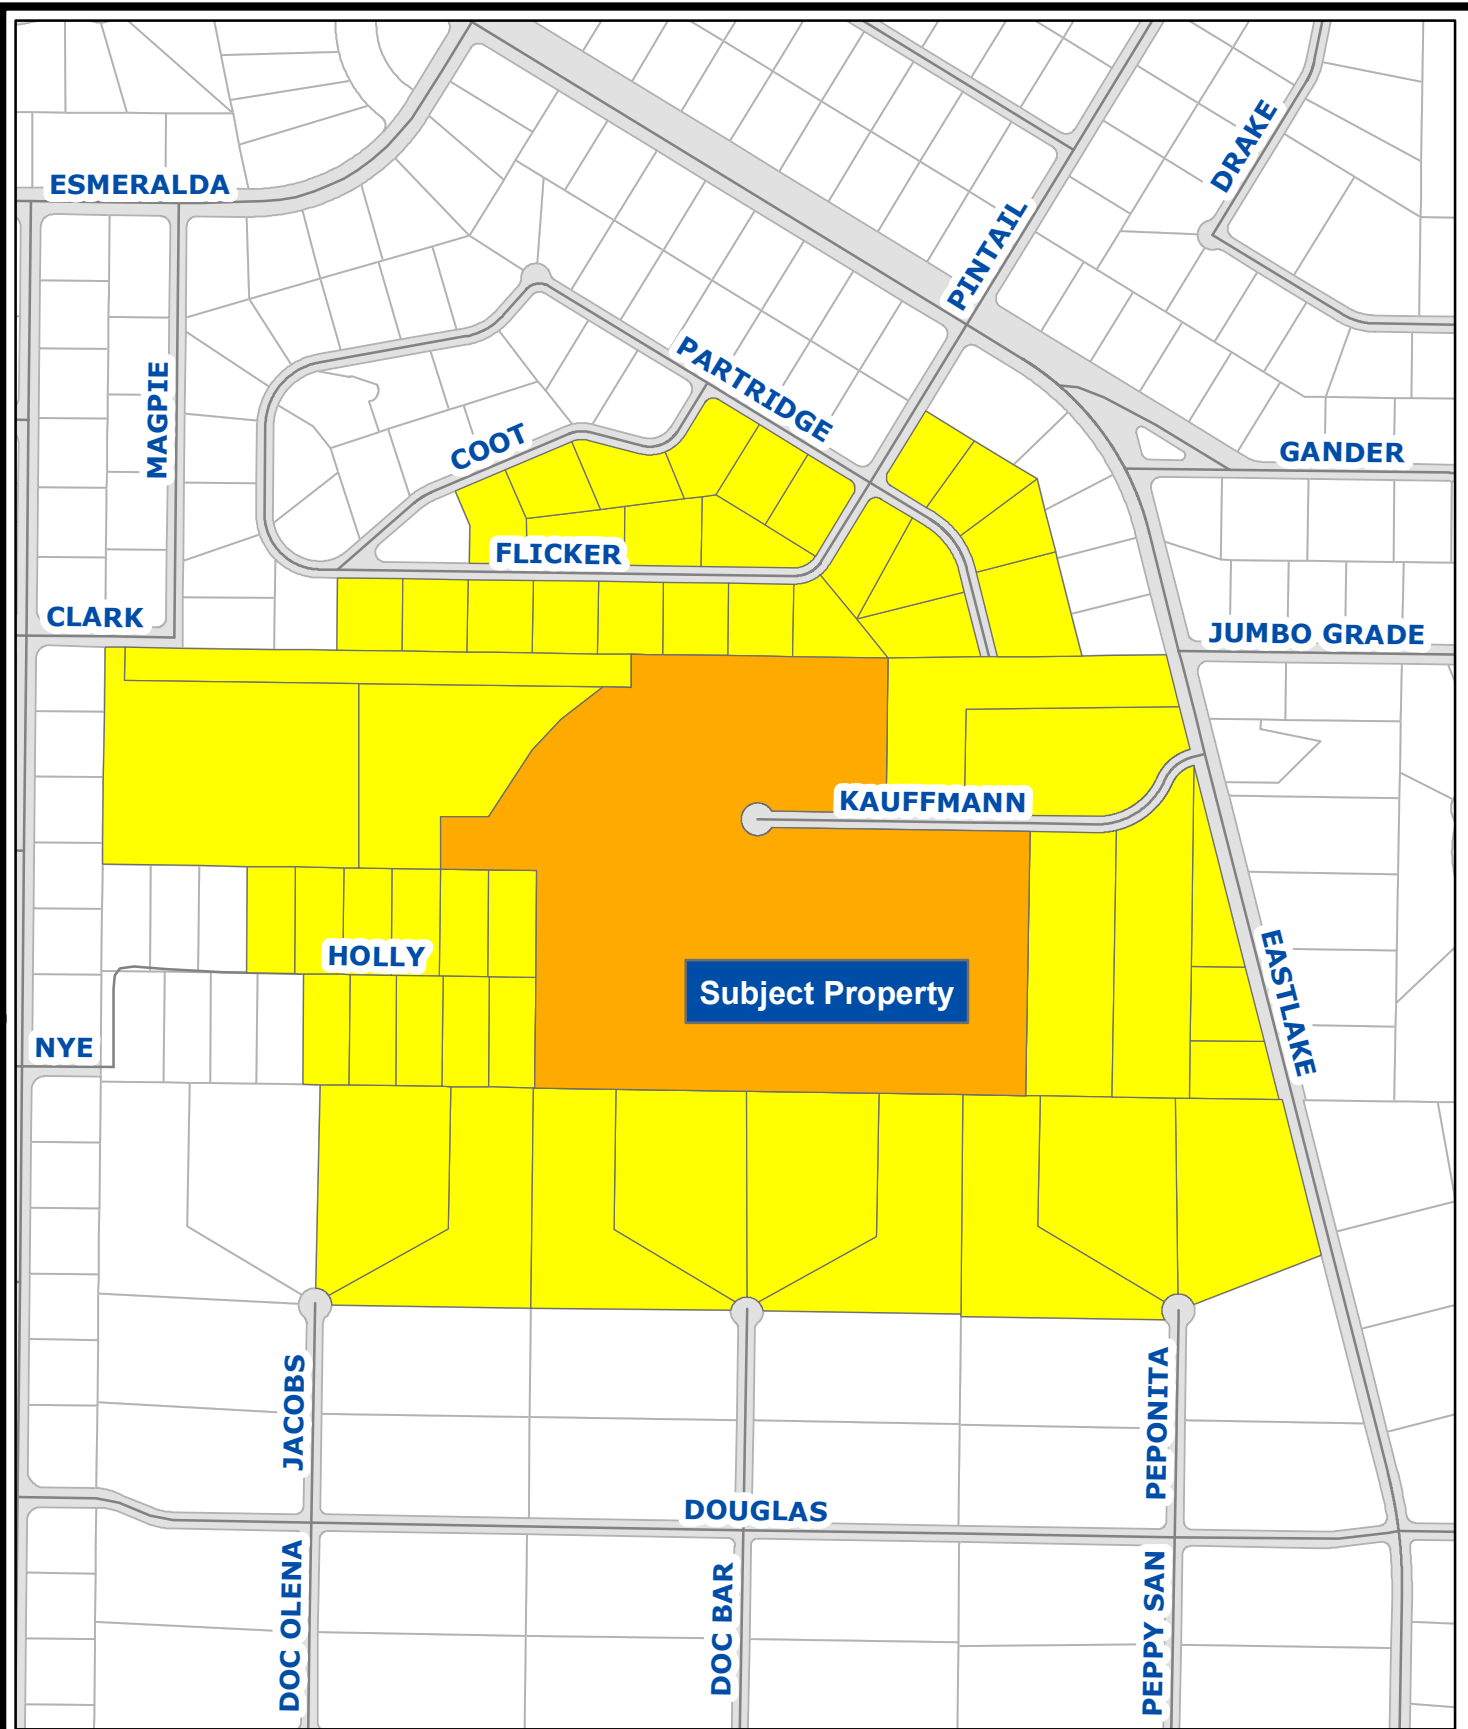 ESMERALDA
DRAKE
PINTAIL
PARTRIDGE
MAGPIE
COOT
GANDER
FLICKER
CLARK
JUMBO GRADE
KAUFFMANN
HOLLY
EASTLAKE
Subject Property
NYE
JACOBS
PEPONITA
DOUGLAS
DOC OLENA
DOC BAR
PEPPY SAN